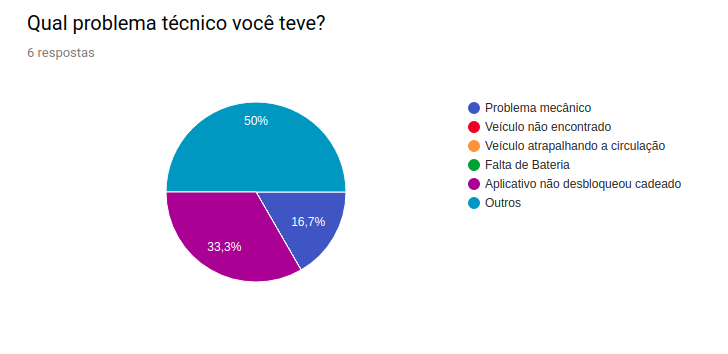 Qual problema técnico você teve?
6 respostas
50%
16,7%
33,3%
Problema mecânico
Veículo não encontrado
Veículo atrapalhando a circulação
Falta de Bateria
Aplicativo não desbloqueou cadeado
Outros